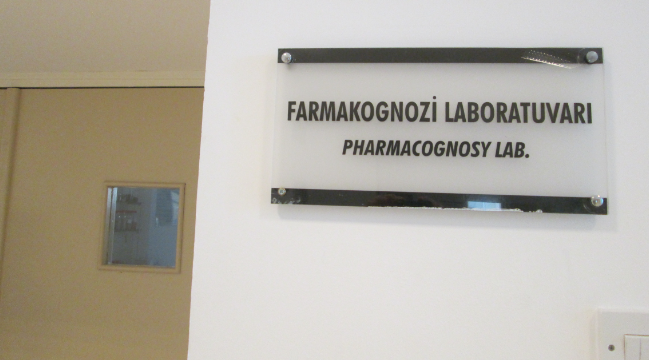 FARMAKOGNOZİ LABORATUVARI
PHARMACOGNOSY LAB.